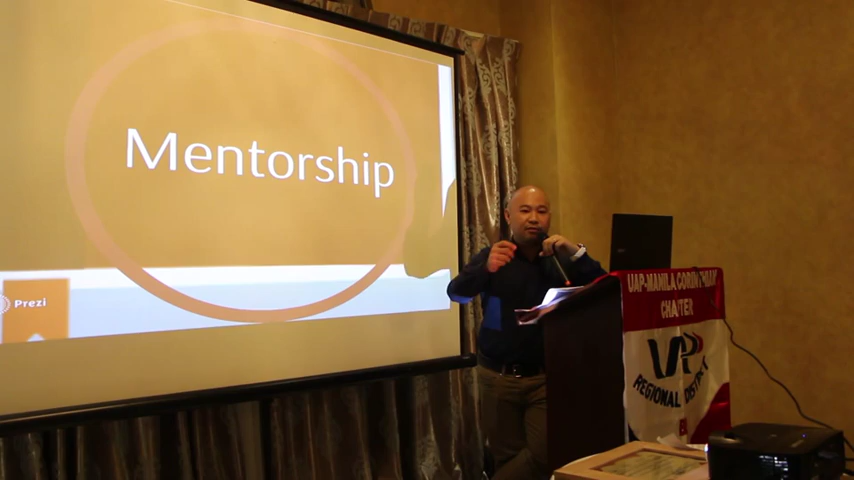 Mentorship
Prezi
UAP-MANILA CORINTHIAN
CHAPTER
UAP
REGIONAL DISTRICT